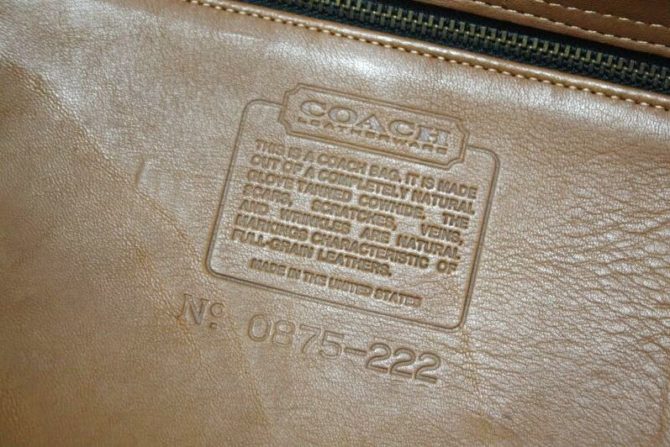 COACH
LEATHERWARE
THIS IS A COACH BAG. IT IS MADE
OUT OF A COMPLETELY NATURAL
GLOVE TANNED COWHIDE. THE
SCARS, SCRATCHES, VEINS,
AND WRINKLES ARE NATURAL
MARKINGS CHARACTERISTIC OF
FULL-GRAIN LEATHERS.
MADE IN THE UNITED STATES
No 0875-222